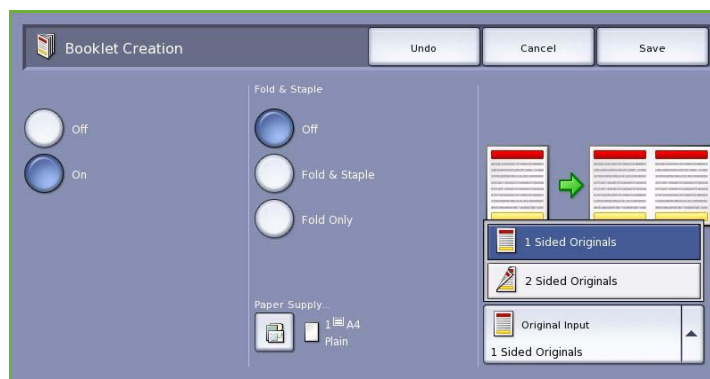 Booklet Creation
Undo
Cancel
Save
Off
On
Fold & Staple
Off
Fold & Staple
Fold Only
Paper Supply...
1 A4
Plain
1 Sided Originals
2 Sided Originals
Original Input
1 Sided Originals